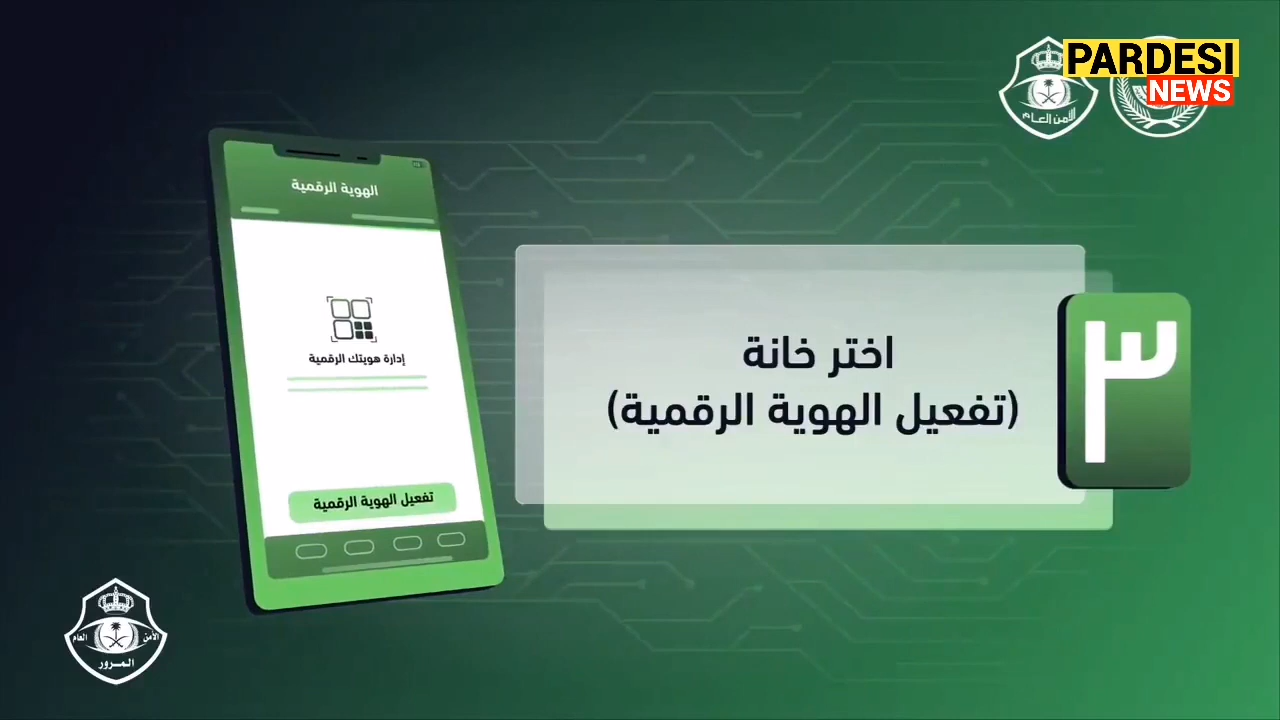 PARDESI
NEWS
الأمن العام
الهوية الرقمية
إدارة هويتك الرقمية
تفعيل الهوية الرقمية
اختر خانة
(تفعيل الهوية الرقمية)
٣
الأمن العام
المرور